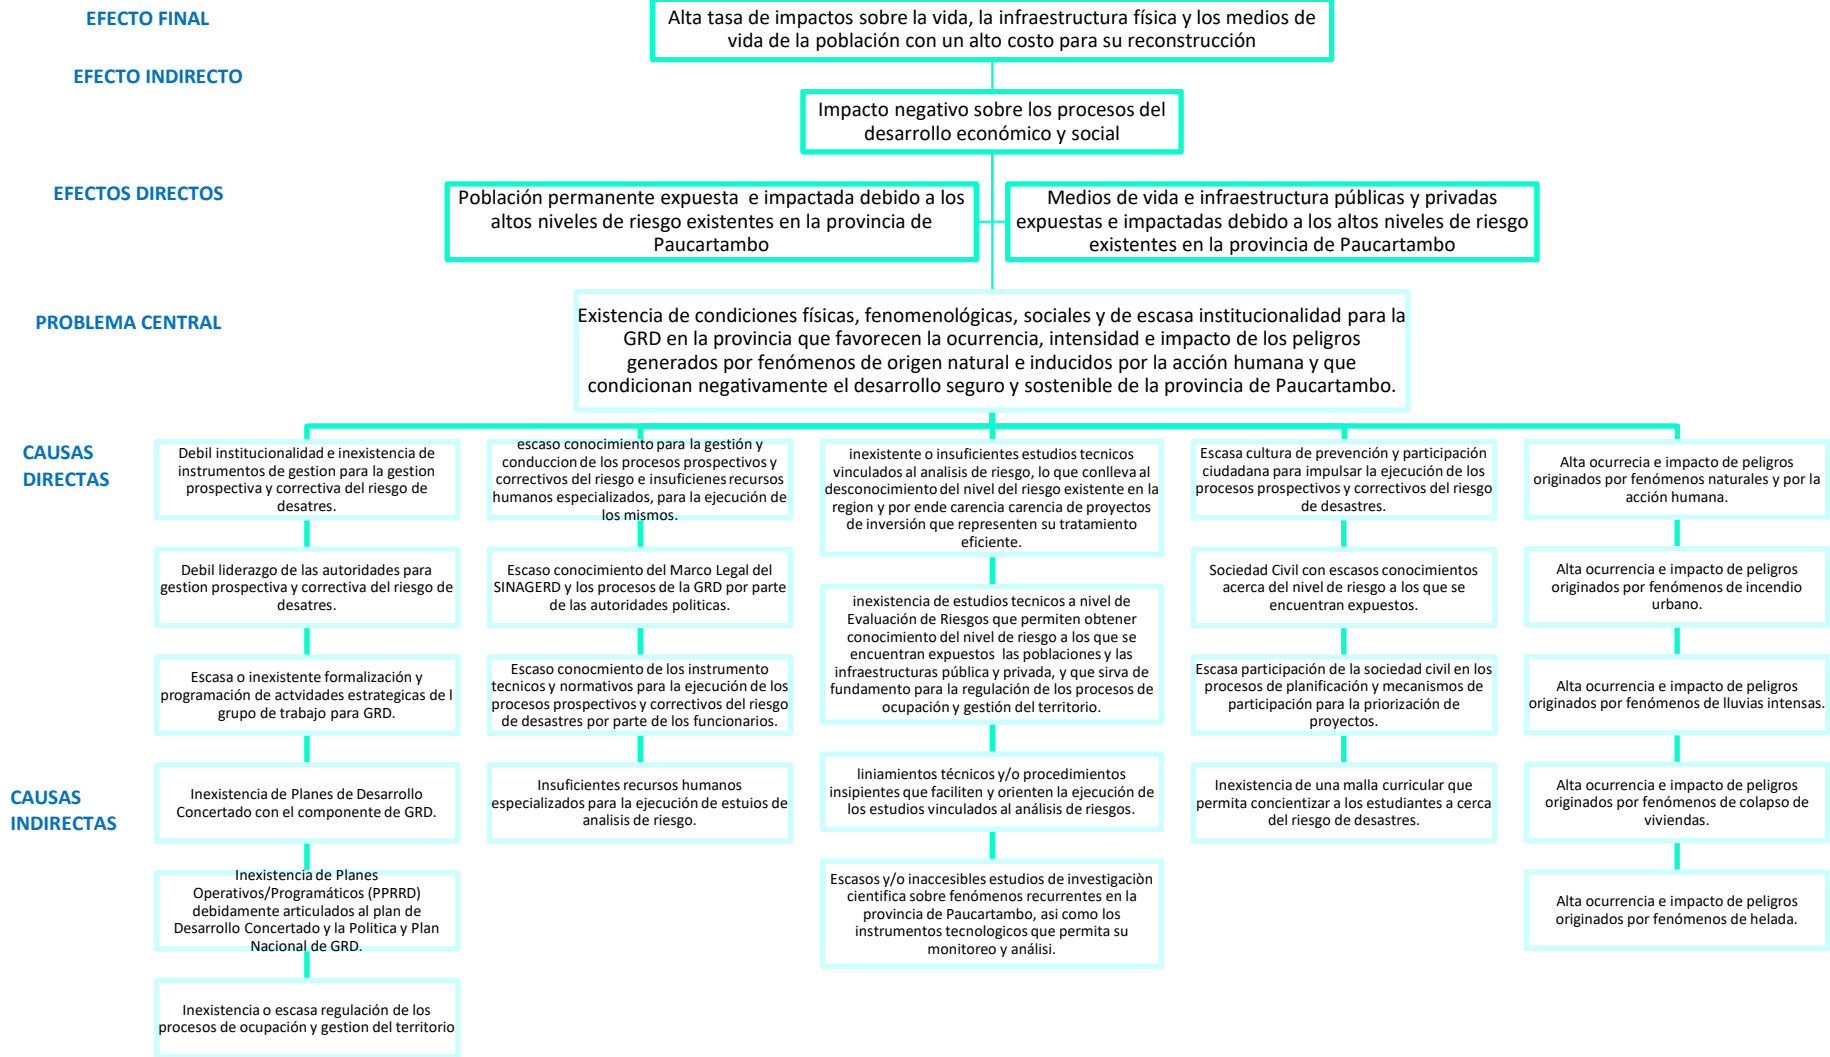 EFECTO FINAL
Alta tasa de impactos sobre la vida, la infraestructura física y los medios de
vida de la población con un alto costo para su reconstrucción
EFECTO INDIRECTO
Impacto negativo sobre los procesos del
desarrollo económico y social
EFECTOS DIRECTOS
Población permanente expuesta e impactada debido a los
altos niveles de riesgo existentes en la provincia de
Paucartambo
Medios de vida e infraestructura públicas y privadas
expuestas e impactadas debido a los altos niveles de riesgo
existentes en la provincia de Paucartambo
PROBLEMA CENTRAL
Existencia de condiciones físicas, fenomenológicas, sociales y de escasa institucionalidad para la
GRD en la provincia que favorecen la ocurrencia, intensidad e impacto de los peligros
generados por fenómenos de origen natural e inducidos por la acción humana y que
condicionan negativamente el desarrollo seguro y sostenible de la provincia de Paucartambo.
CAUSAS
DIRECTAS
Debil institucionalidad e inexistencia de
instrumentos de gestion para la gestion
prospectiva y correctiva del riesgo de
desatres.
escaso conocimiento para la gestión y
conduccion de los procesos prospectivos y
correctivos del riesgo e insuficienes recursos
humanos especializados, para la ejecución de
los mismos.
inexistente o insuficientes estudios tecnicos
vinculados al analisis de riesgo, lo que conlleva al
desconocimiento del nivel del riesgo existente en la
region y por ende carencia carencia de proyectos
de inversión que representen su tratamiento
eficiente.
Escasa cultura de prevención y participación
ciudadana para impulsar la ejecución de los
procesos prospectivos y correctivos del riesgo
de desastres.
Alta ocurrecia e impacto de peligros
originados por fenómenos naturales y por la
acción humana.
Debil liderazgo de las autoridades para
gestion prospectiva y correctiva del riesgo de
desatres.
Escaso conocimiento del Marco Legal del
SINAGERD y los procesos de la GRD por parte
de las autoridades politicas.
inexistencia de estudios tecnicos a nivel de
Evaluación de Riesgos que permiten obtener
conocimiento del nivel de riesgo a los que se
encuentran expuestos las poblaciones y las
infraestructuras pública y privada, y que sirva de
fundamento para la regulación de los procesos de
ocupación y gestión del territorio.
Sociedad Civil con escasos conocimientos
acerca del nivel de riesgo a los que se
encuentran expuestos.
Alta ocurrencia e impacto de peligros
originados por fenómenos de incendio
urbano.
Escasa o inexistente formalización y
programación de actvidades estrategicas de l
grupo de trabajo para GRD.
Escaso conocmiento de los instrumento
tecnicos y normativos para la ejecución de los
procesos prospectivos y correctivos del riesgo
de desastres por parte de los funcionarios.
Escasa participación de la sociedad civil en los
procesos de planificación y mecanismos de
participación para la priorización de
proyectos.
Alta ocurrencia e impacto de peligros
originados por fenómenos de lluvias intensas.
CAUSAS
INDIRECTAS
Inexistencia de Planes de Desarrollo
Concertado con el componente de GRD.
Insuficientes recursos humanos
especializados para la ejecución de estuios de
analisis de riesgo.
liniamientos técnicos y/o procedimientos
insipientes que faciliten y orienten la ejecución de
los estudios vinculados al análisis de riesgos.
Inexistencia de una malla curricular que
permita concientizar a los estudiantes a cerca
del riesgo de desastres.
Alta ocurrencia e impacto de peligros
originados por fenómenos de colapso de
viviendas.
Inexistencia de Planes
Operativos/Programáticos (PPRRD)
debidamente articulados al plan de
Desarrollo Concertado y la Politica y Plan
Nacional de GRD.
Escasos y/o inaccesibles estudios de investigaciòn
cientifica sobre fenómenos recurrentes en la
provincia de Paucartambo, asi como los
instrumentos tecnologicos que permita su
monitoreo y análisi.
Alta ocurrencia e impacto de peligros
originados por fenómenos de helada.
Inexistencia o escasa regulación de los
procesos de ocupación y gestion del territorio